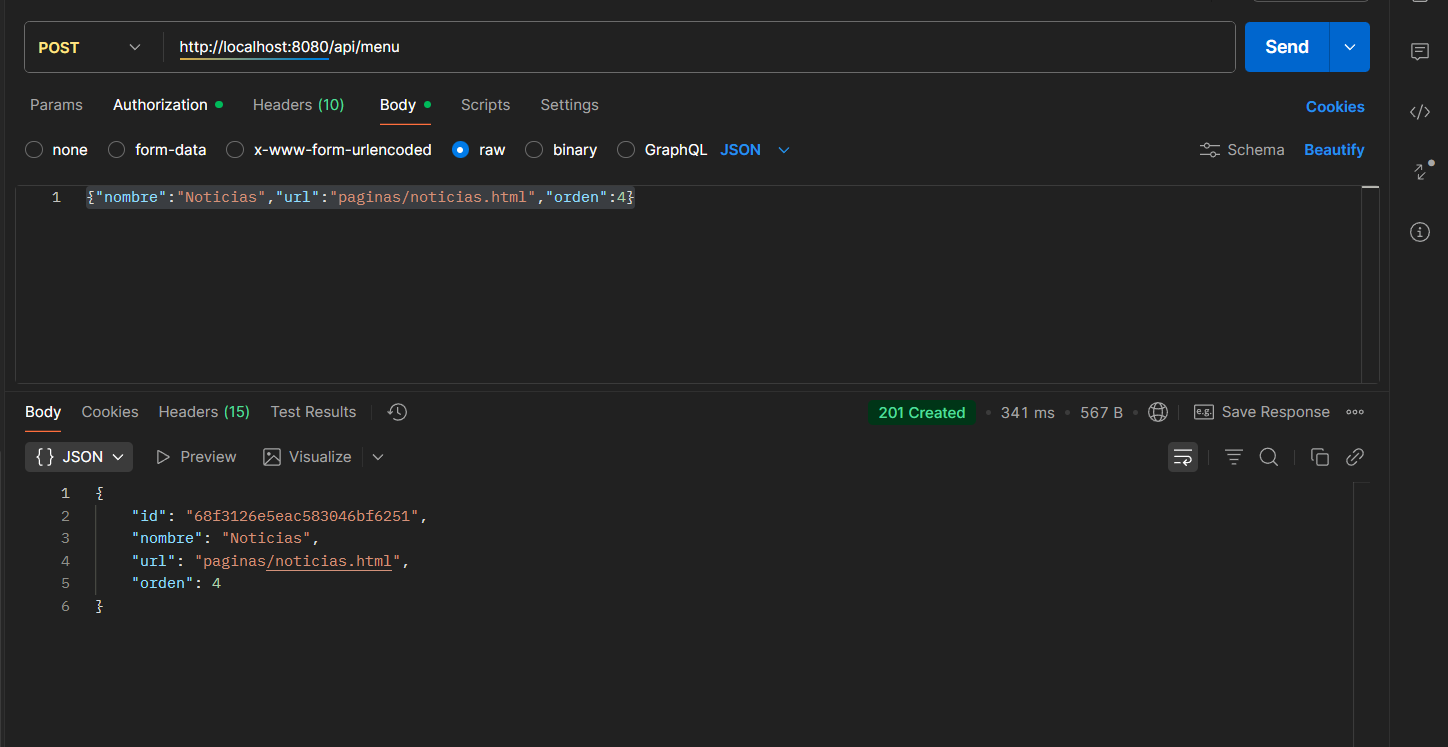 POST http://localhost:8080/api/menu Send
Params Authorization Headers (10) Body Scripts Settings Cookies
none form-data x-www-form-urlencoded raw binary GraphQL JSON Schema Beautify
1 {"nombre":"Noticias","url":"paginas/noticias.html","orden":4}
Body Cookies Headers (15) Test Results 201 Created 341 ms 567 B e.g. Save Response
{} JSON Preview Visualize
1 {
2 "id": "68f3126e5eac583046bf6251",
3 "nombre": "Noticias",
4 "url": "paginas/noticias.html",
5 "orden": 4
6 }